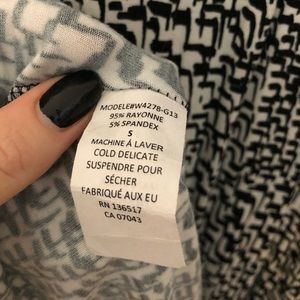 MODELE#W4278-G13
95% RAYONNE
5% SPANDEX
S
MACHINE À LAVER
COLD DELICATE
SUSPENDRE POUR
SÉCHER
FABRIQUÉ AUX EU
RN 136517
CA 07043